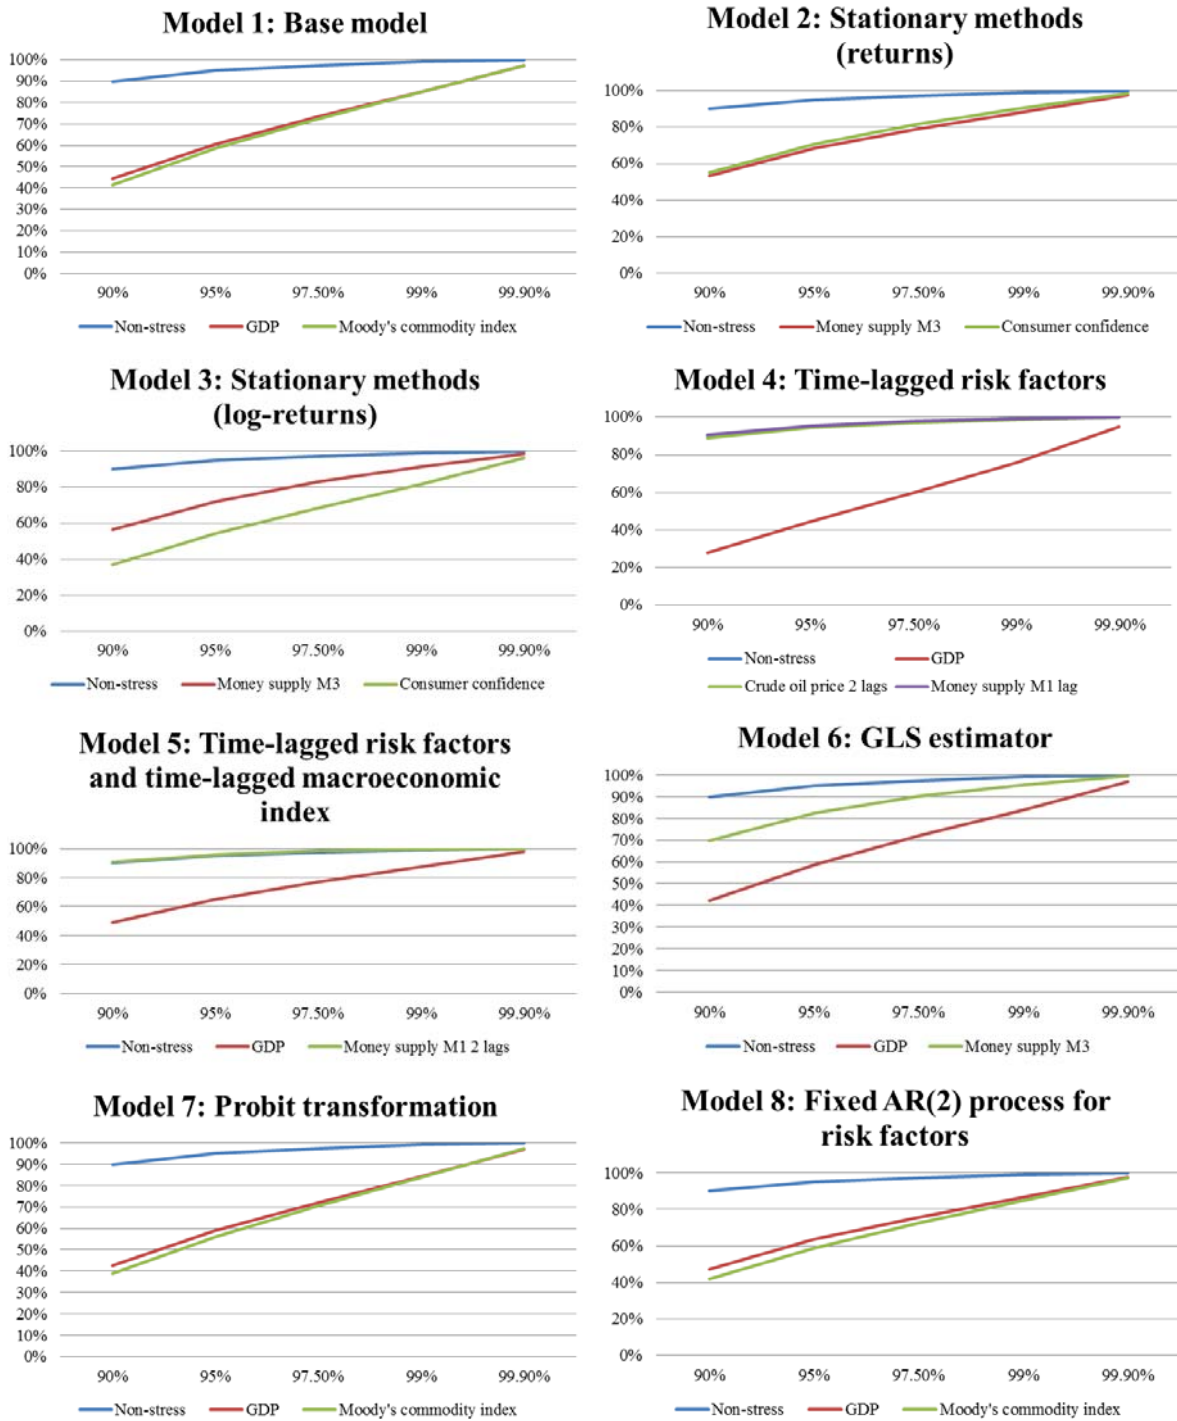 Model 1: Base model
100%
90%
80%
70%
60%
50%
40%
30%
20%
10%
0%
90% 95% 97.50% 99% 99.90%
Non-stress GDP Moody's commodity index
Model 2: Stationary methods
(returns)
100%
80%
60%
40%
20%
0%
90% 95% 97.50% 99% 99.90%
Non-stress Money supply M3 Consumer confidence
Model 3: Stationary methods
(log-returns)
100%
80%
60%
40%
20%
0%
90% 95% 97.50% 99% 99.90%
Non-stress Money supply M3 Consumer confidence
Model 4: Time-lagged risk factors
100%
80%
60%
40%
20%
0%
90% 95% 97.50% 99% 99.90%
Non-stress GDP
Crude oil price 2 lags Money supply M1 lag
Model 5: Time-lagged risk factors
and time-lagged macroeconomic
index
100%
80%
60%
40%
20%
0%
90% 95% 97.50% 99% 99.90%
Non-stress GDP Money supply M1 2 lags
Model 6: GLS estimator
100%
90%
80%
70%
60%
50%
40%
30%
20%
10%
0%
90% 95% 97.50% 99% 99.90%
Non-stress GDP Money supply M3
Model 7: Probit transformation
100%
90%
80%
70%
60%
50%
40%
30%
20%
10%
0%
90% 95% 97.50% 99% 99.90%
Non-stress GDP Moody's commodity index
Model 8: Fixed AR(2) process for
risk factors
100%
80%
60%
40%
20%
0%
90% 95% 97.50% 99% 99.90%
Non-stress GDP Moody's commodity index